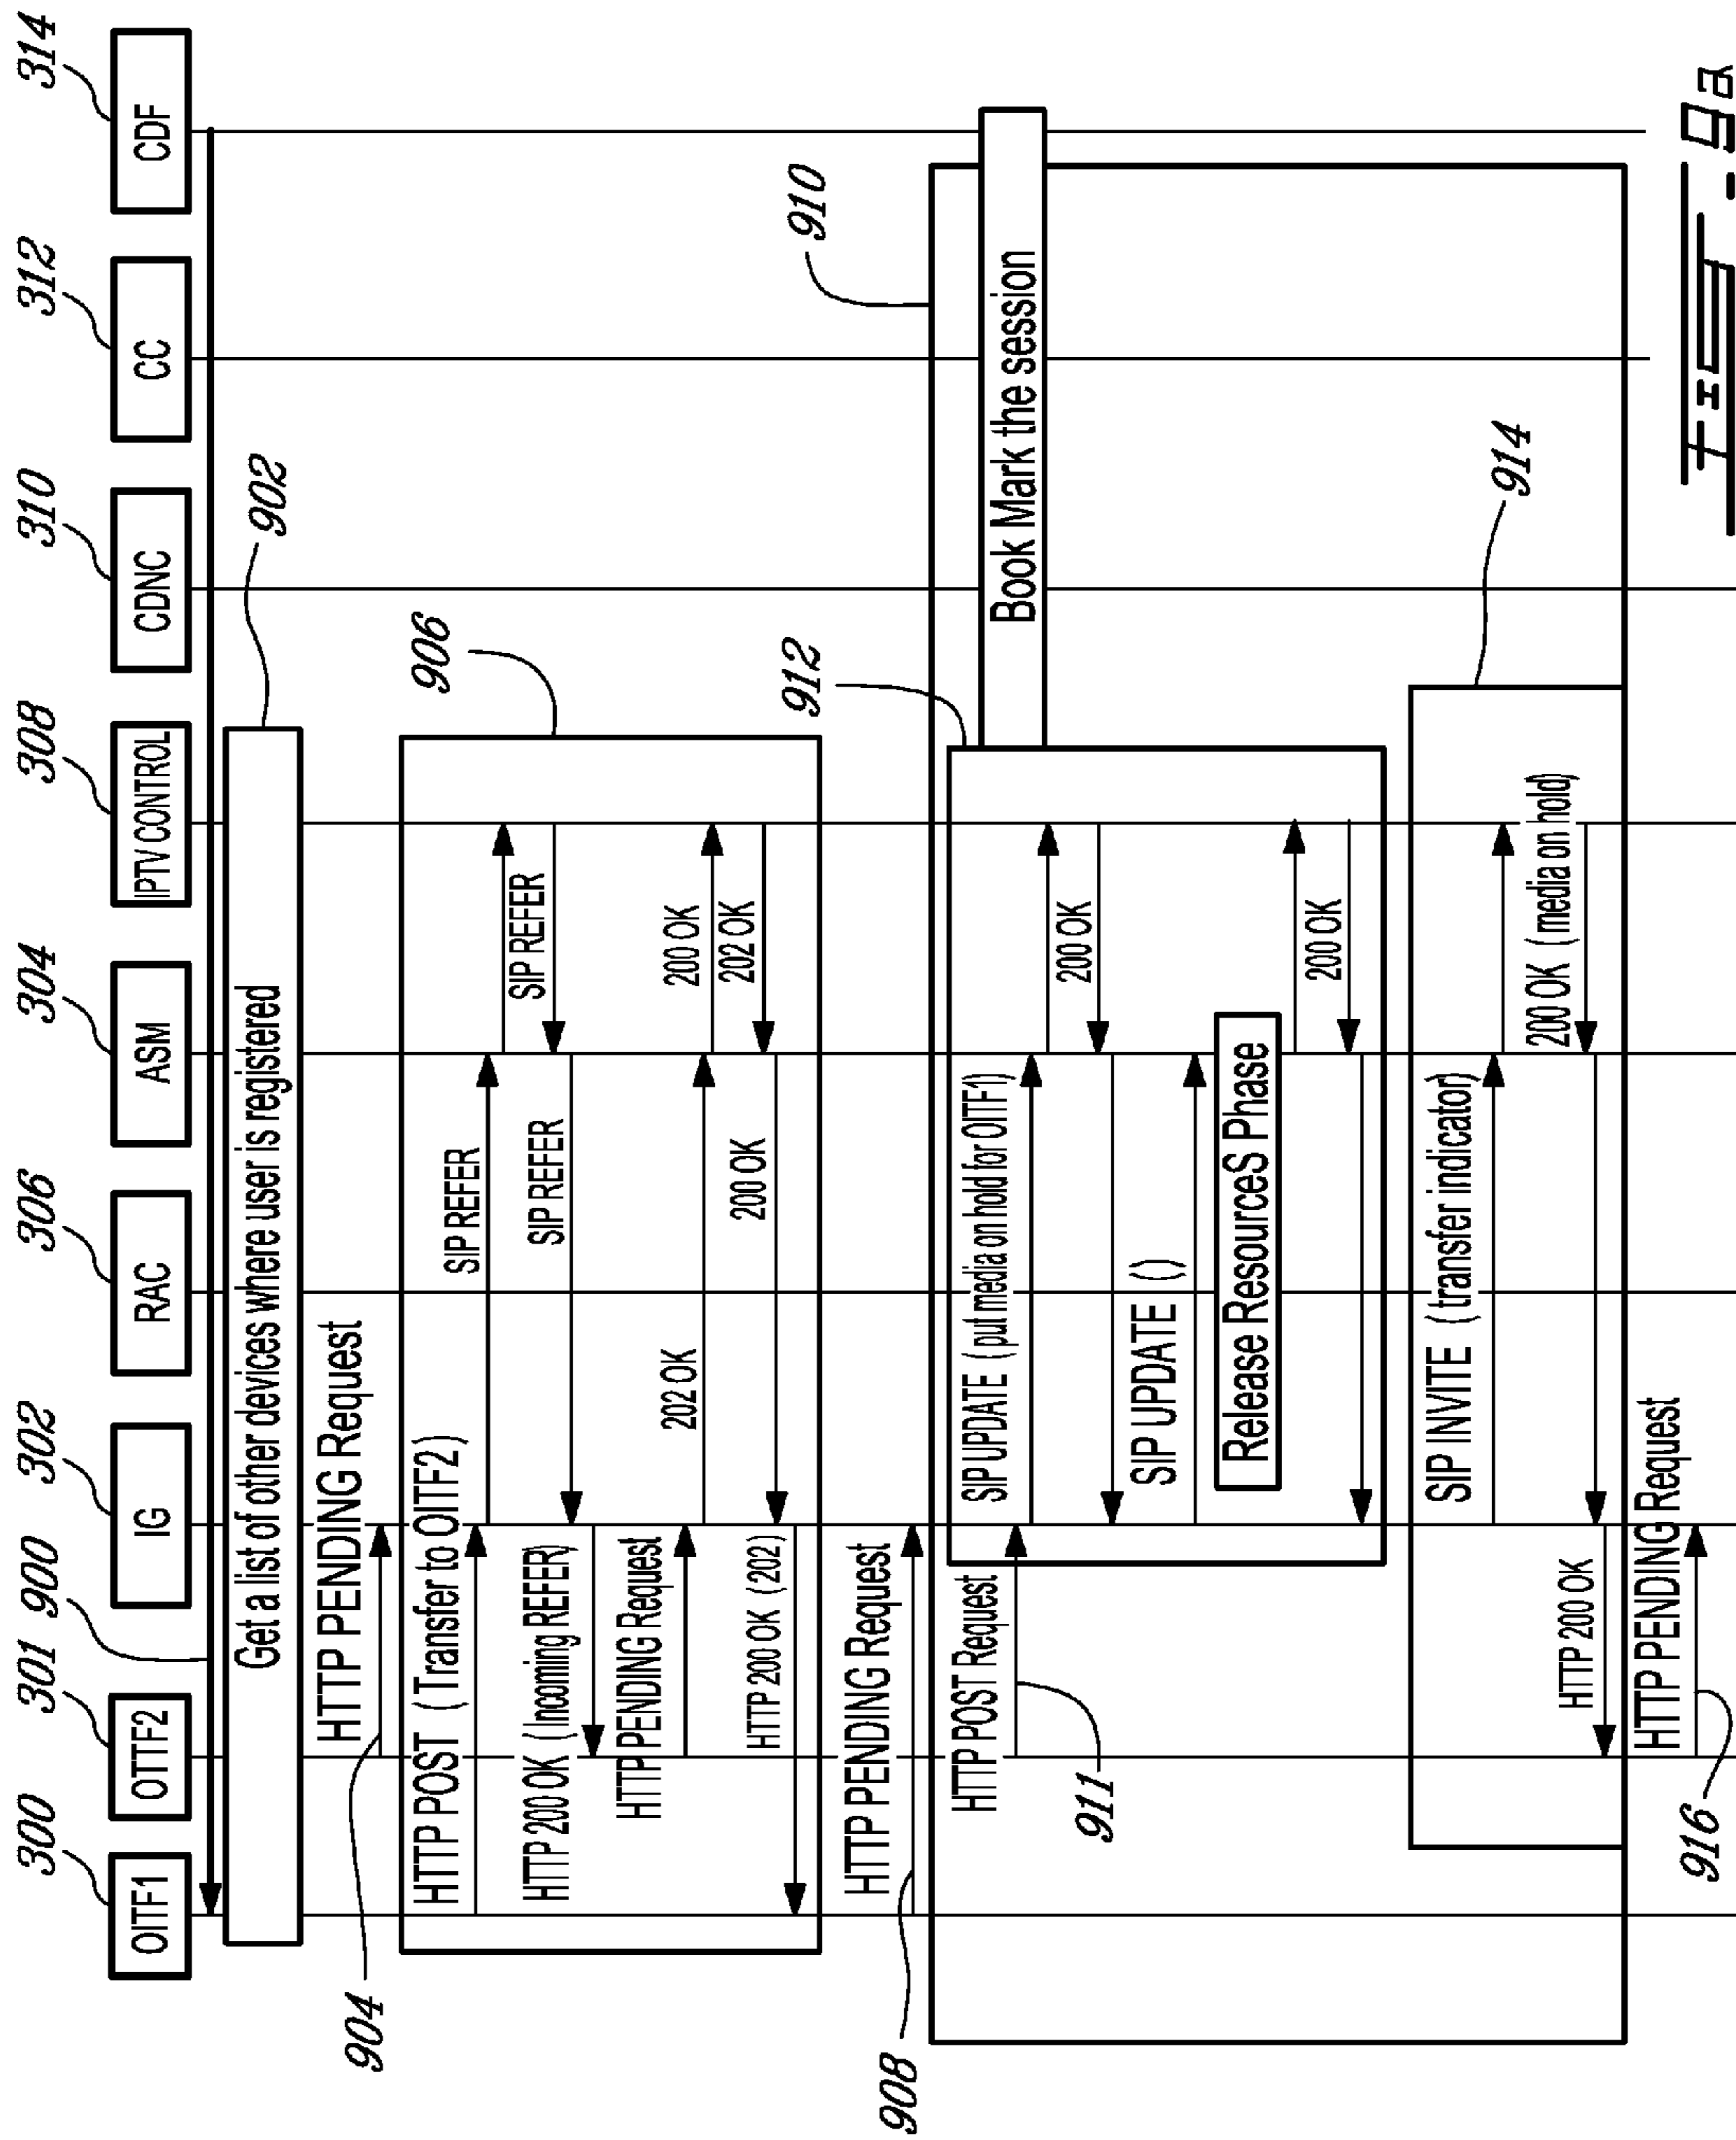 300
301
900
302
306
304
308
310
312
314
OITF1
OTTF2
IG
RAC
ASM
IPTV CONTROL
CDNC
CC
CDF
Get a list of other devices where user is registered
902
HTTP PENDING Request
904
HTTP POST (Transfer to OITF2)
SIP REFER
SIP REFER
906
HTTP 200 OK (Incoming REFER)
SIP REFER
HTTP PENDING Request
202 OK
200 OK
202 OK
HTTP 200 OK (202)
200 OK
HTTP PENDING Request
908
910
HTTP POST Request
911
SIP UPDATE (put media on hold for OITF1)
912
Book Mark the session
200 OK
SIP UPDATE ()
Release ResourceS Phase
200 OK
SIP INVITE (transfer indicator)
914
200 OK (media on hold)
HTTP 200 OK
HTTP PENDING Request
916
FIG-9a